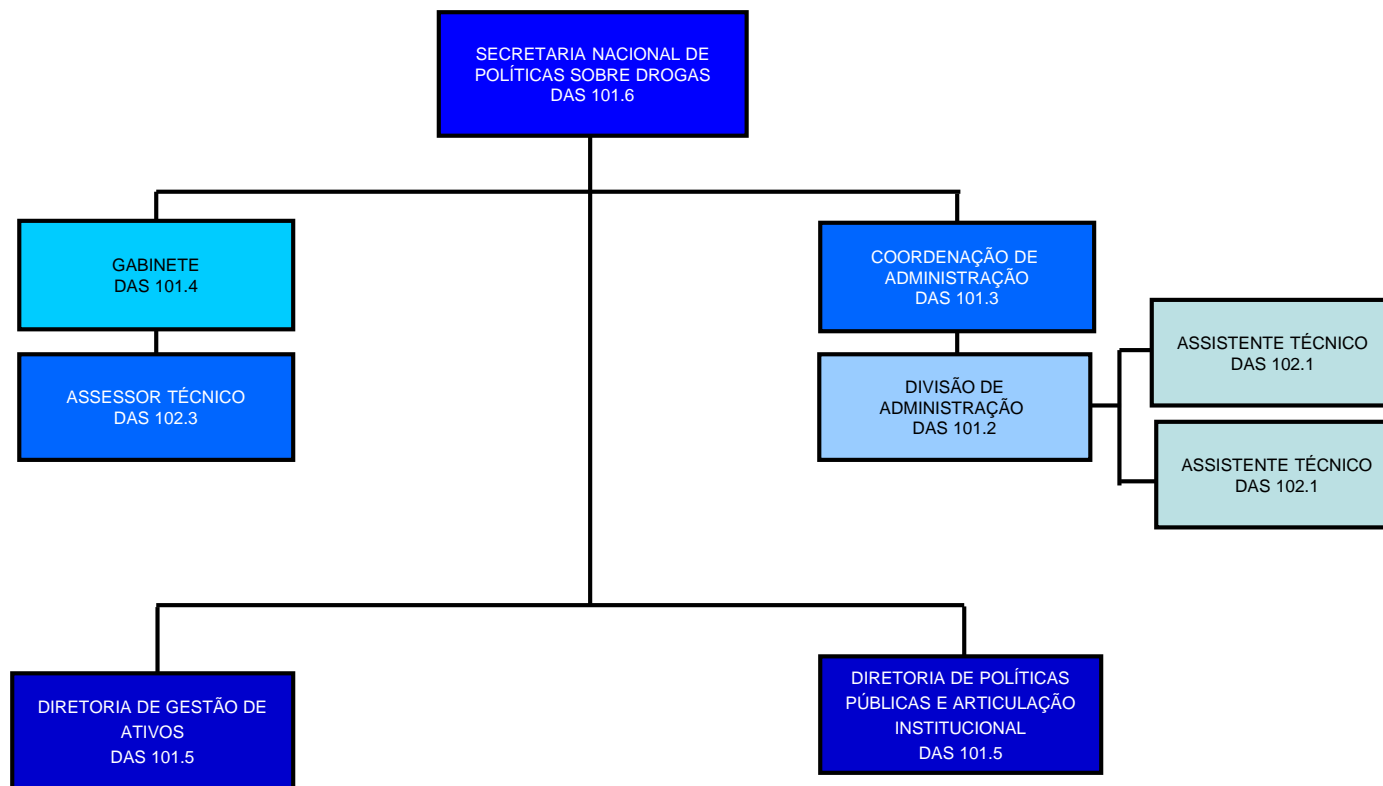 SECRETARIA NACIONAL DE
POLÍTICAS SOBRE DROGAS
DAS 101.6
GABINETE
DAS 101.4
COORDENAÇÃO DE
ADMINISTRAÇÃO
DAS 101.3
ASSESSOR TÉCNICO
DAS 102.3
DIVISÃO DE
ADMINISTRAÇÃO
DAS 101.2
ASSISTENTE TÉCNICO
DAS 102.1
ASSISTENTE TÉCNICO
DAS 102.1
DIRETORIA DE GESTÃO DE
ATIVOS
DAS 101.5
DIRETORIA DE POLÍTICAS
PÚBLICAS E ARTICULAÇÃO
INSTITUCIONAL
DAS 101.5